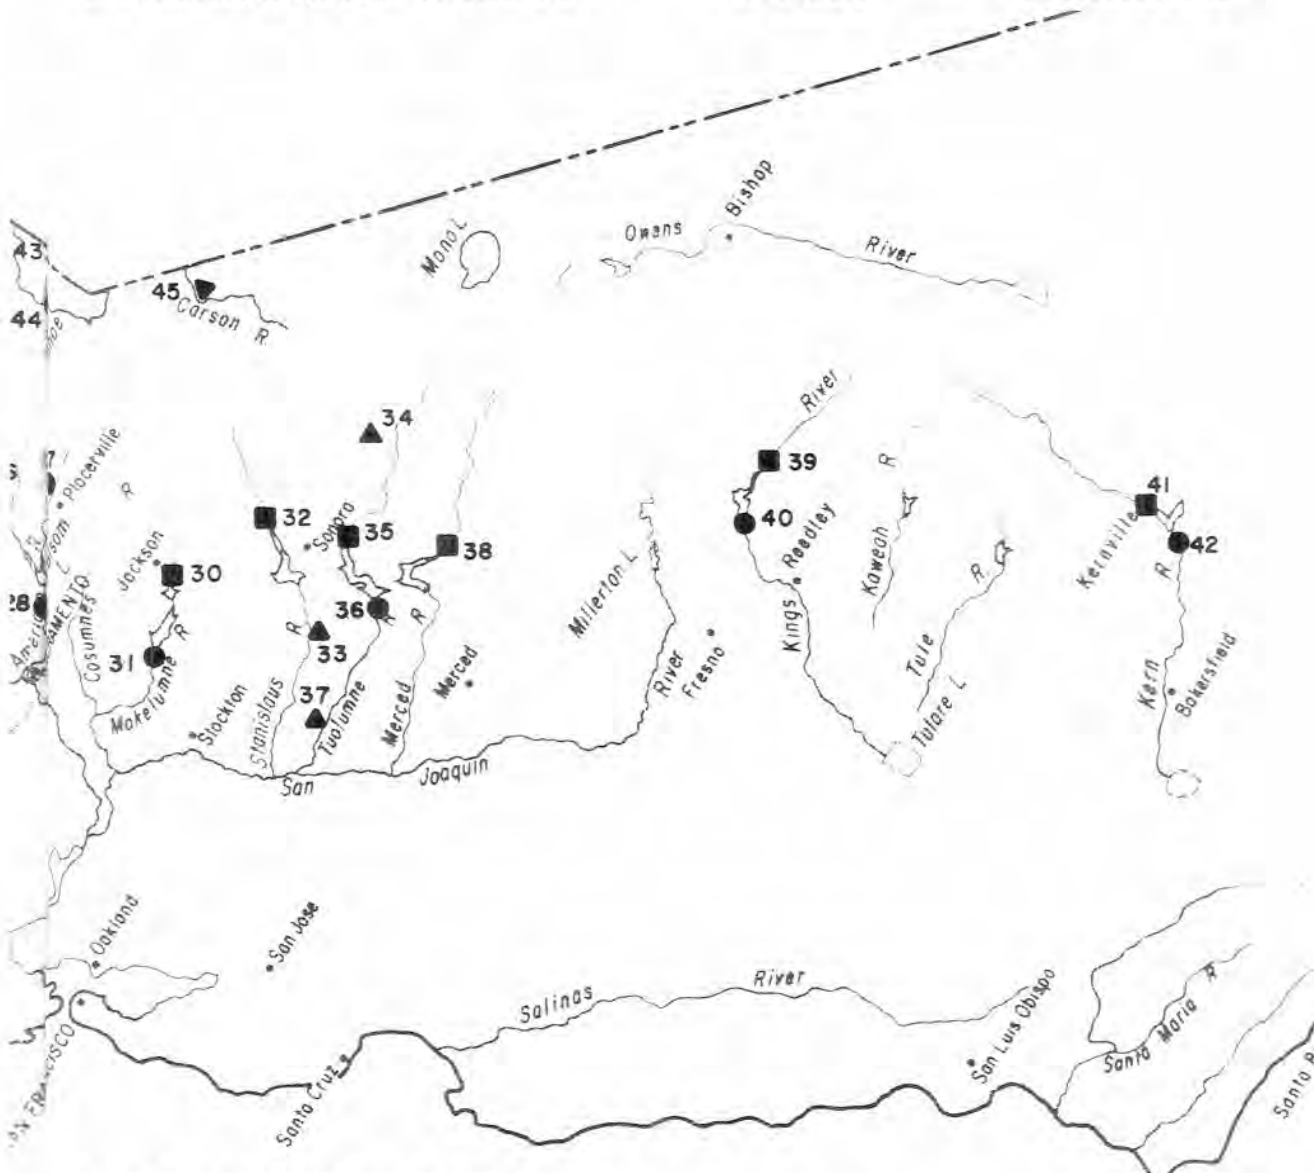 Bishop
Owens
River
Mono L
43
45
Carson R
44
River
34
Placerville
R
39
R
41
32
Sonora
35
38
40
Reedley
Kernville
42
Jackson
30
Kaweah
R
R
28
Cosumnes
36
R
R
Millerton L
R
31
R
R
33
Kings
Tule
Mokelumne
37
Merced
River
Fresno
Kern
Bakersfield
Stockton
Stanislaus
Tuolumne
Merced
Tulare L
San
Joaquin
Oakland
San Jose
Salinas
River
San Luis Obispo
Santa Maria R
Santa Cruz